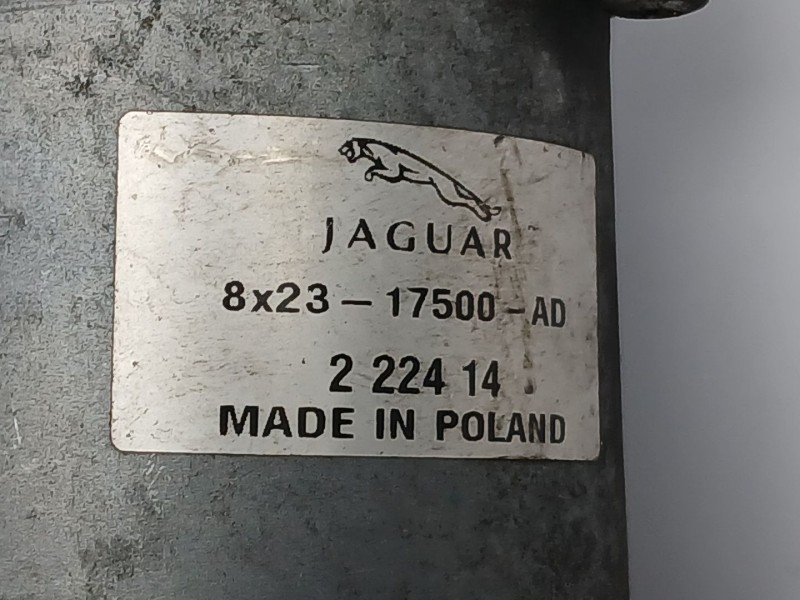 JAGUAR
8x23-17500-AD
2 224 14
MADE IN POLAND